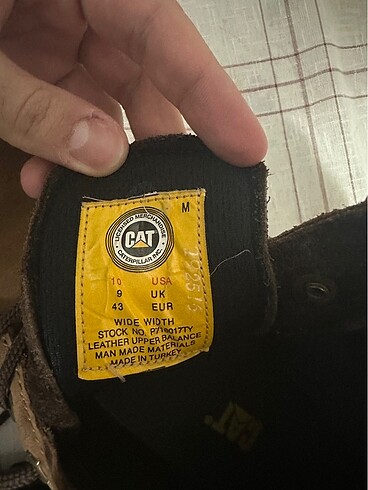 M
LICENSED MERCHANDISE
CAT
CATERPILLAR INC.
10 USA
9 UK
43 EUR
WIDE WIDTH
STOCK NO.
LEATHER UPPER BALANCE
MAN MADE MATERIALS
MADE IN TURKEY
CAT